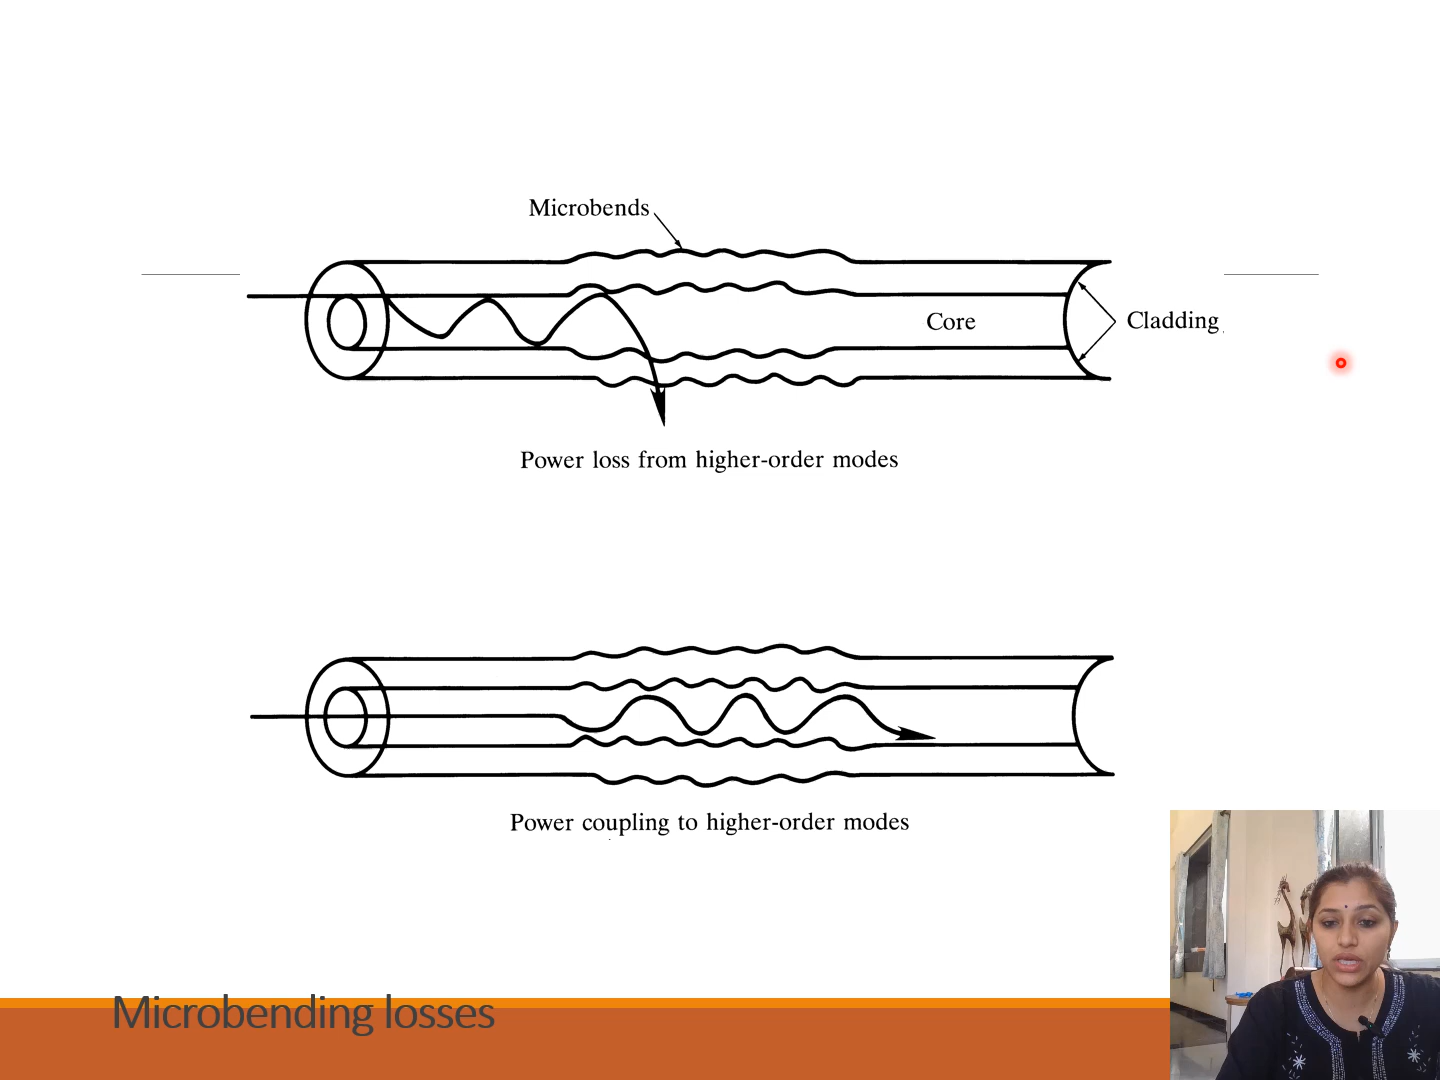 Microbends
Core
Cladding
Power loss from higher-order modes
Power coupling to higher-order modes
Microbending losses